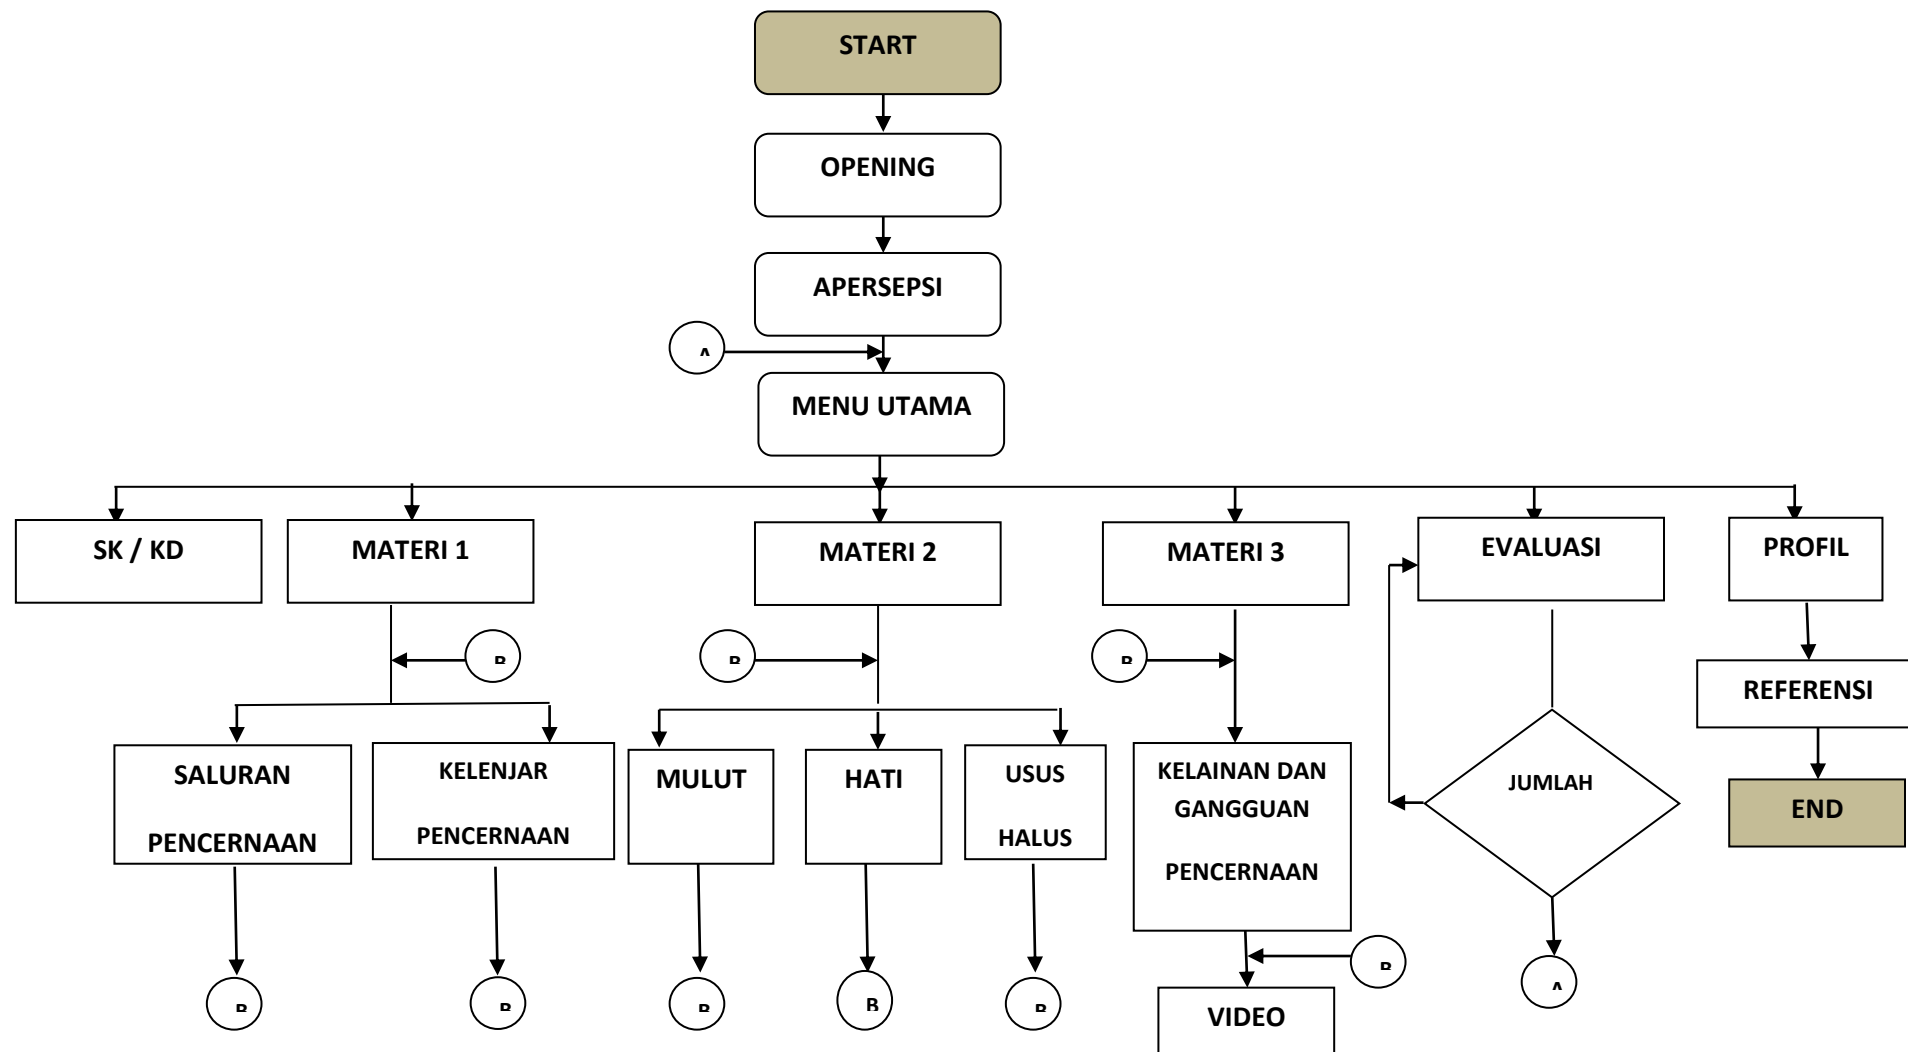 START
OPENING
APERSEPSI
A
MENU UTAMA
SK / KD
MATERI 1
MATERI 2
MATERI 3
EVALUASI
PROFIL
B
B
B
REFERENSI
SALURAN
PENCERNAAN
KELENJAR
PENCERNAAN
MULUT
HATI
USUS
HALUS
KELAINAN DAN
GANGGUAN
PENCERNAAN
JUMLAH
END
B
B
B
B
B
B
A
VIDEO